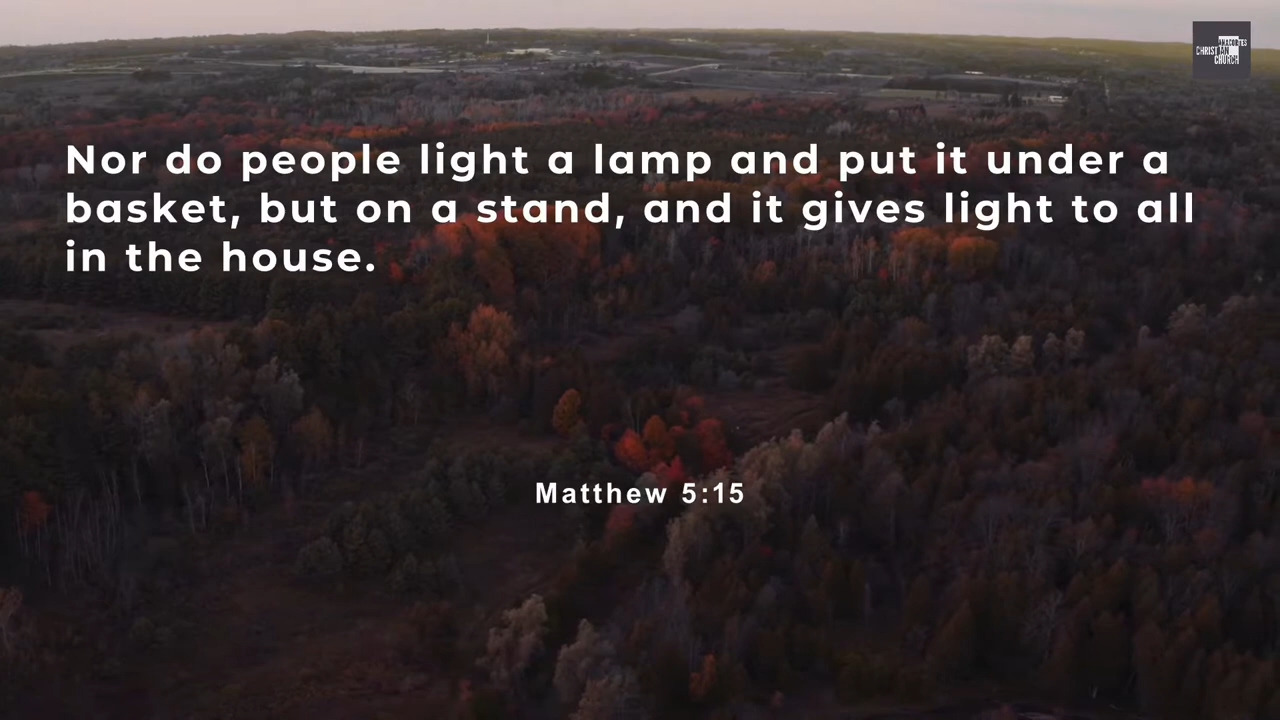 ANACORTES
CHRISTIAN
CHURCH
Nor do people light a lamp and put it under a
basket, but on a stand, and it gives light to all
in the house.
Matthew 5:15